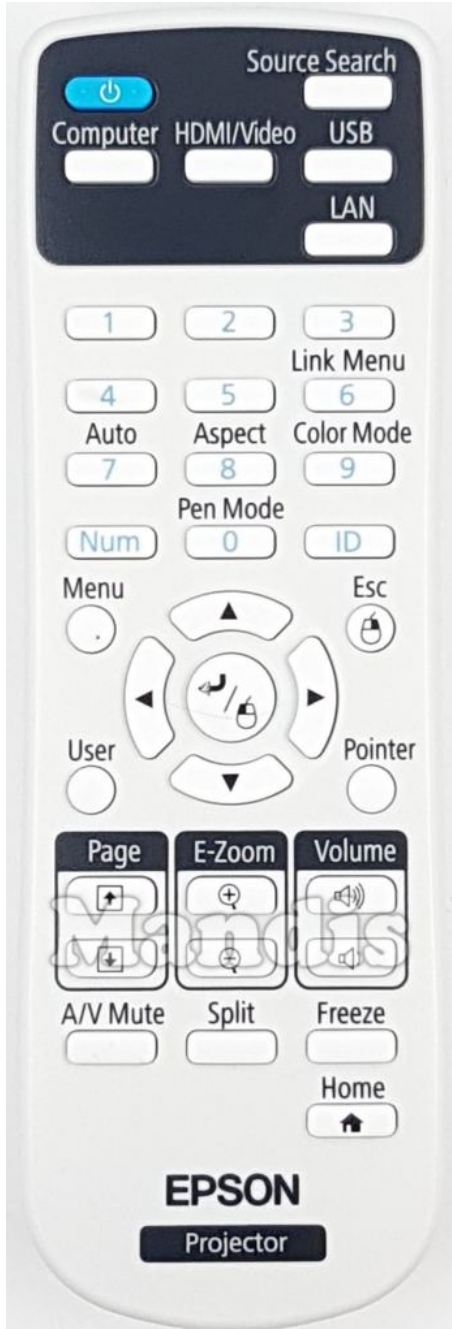 Source Search
Computer HDMI/Video USB
LAN
1 2 3
Link Menu
4 5 6
Auto Aspect Color Mode
7 8 9
Pen Mode
Num 0 ID
Menu Esc
User Pointer
Page E-Zoom Volume
Mandis
A/V Mute Split Freeze
Home
EPSON
Projector